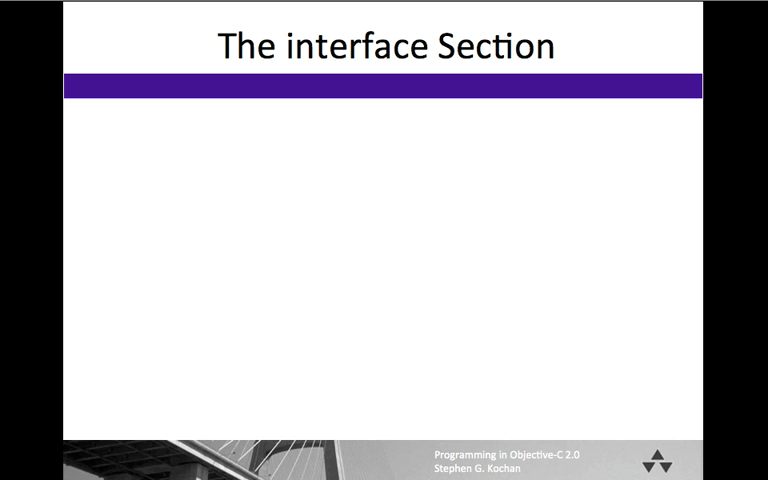 The interface Section
Programming in Objective-C 2.0
Stephen G. Kochan